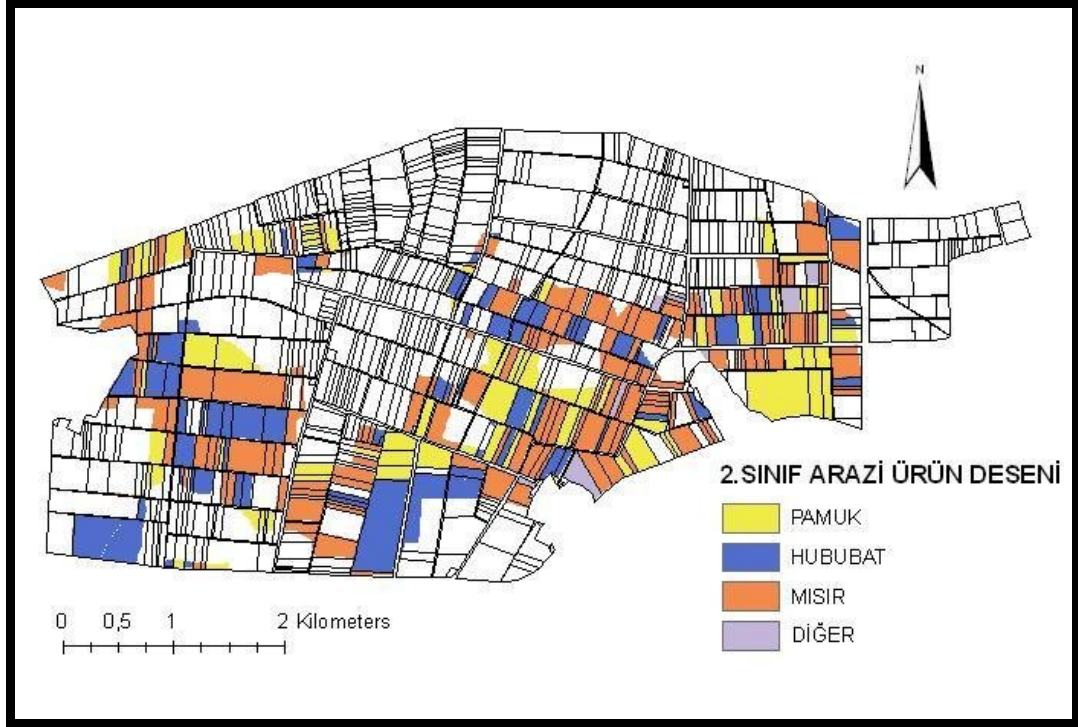 N
2.SINIF ARAZİ ÜRÜN DESENİ
PAMUK
HUBUBAT
MISIR
DİĞER
0 0,5 1 2 Kilometers